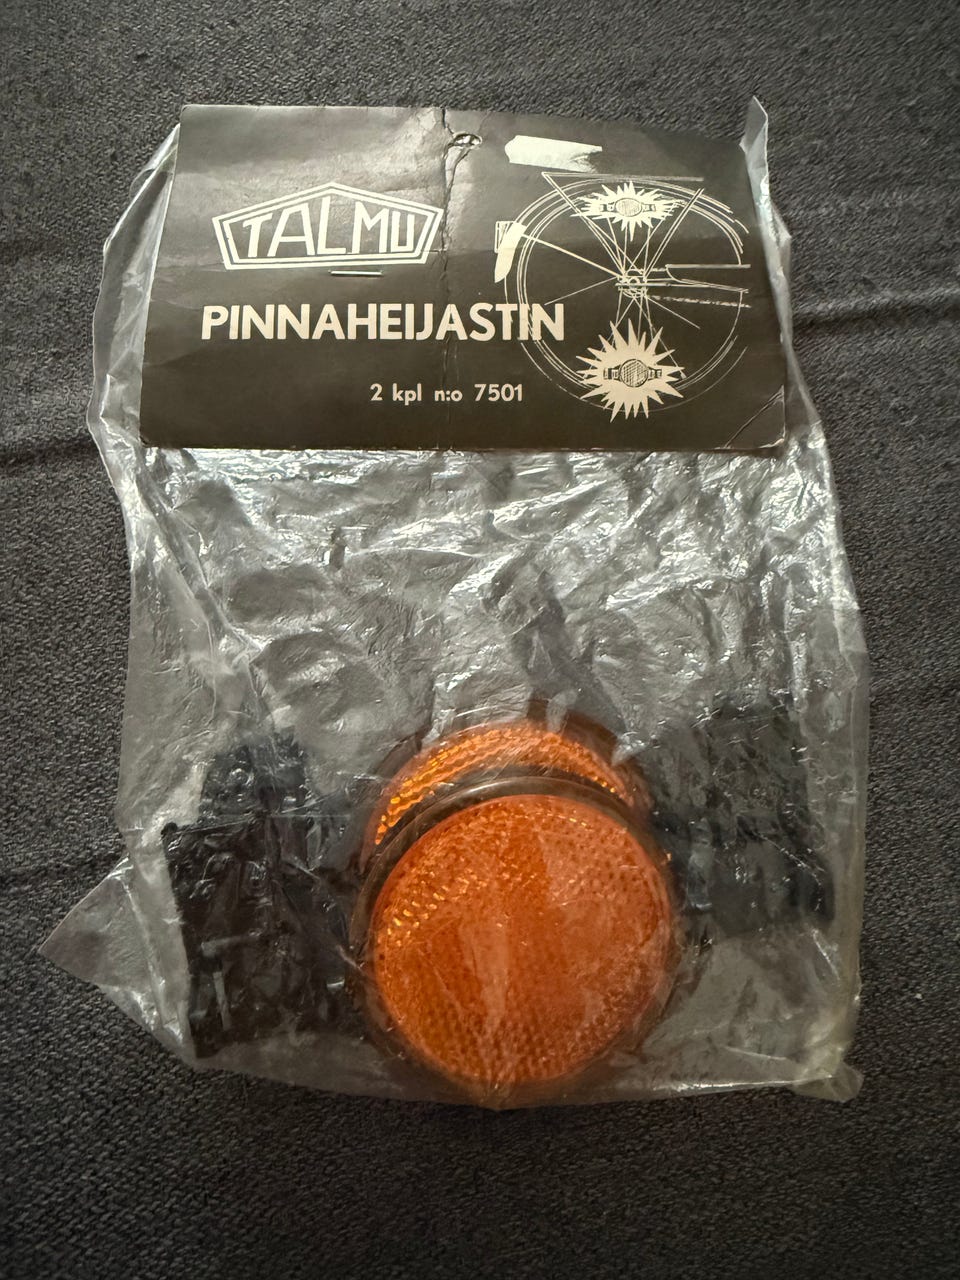 TALMU
PINNAHEIJASTIN
2 kpl n:o 7501